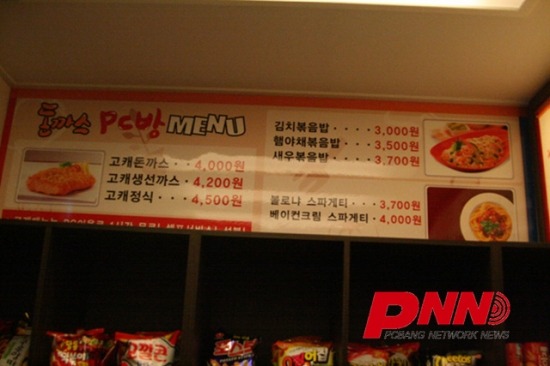 돈까스 PC방 MENU
고캐돈까스 · · 4,000원
고캐생선까스 · 4,200원
고캐정식 · · · · 4,500원
김치볶음밥 · · · · 3,000원
햄야채볶음밥 · · · 3,500원
새우볶음밥 · · · · 3,700원
볼로냐 스파게티 · · · 3,700원
베이컨크림 스파게티 · 4,000원
PNN
PCBANG NETWORK NEWS
꼬깔콘